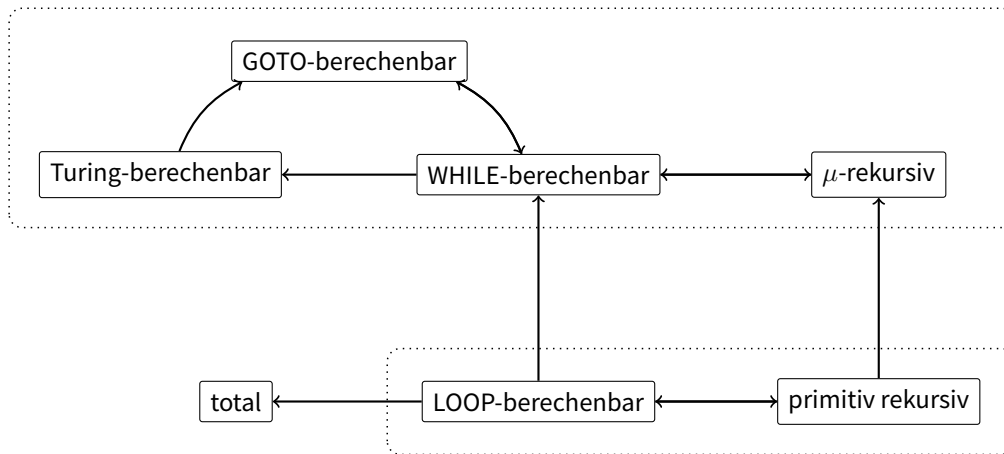 GOTO-berechenbar
Turing-berechenbar
WHILE-berechenbar
μ-rekursiv
total
LOOP-berechenbar
primitiv rekursiv